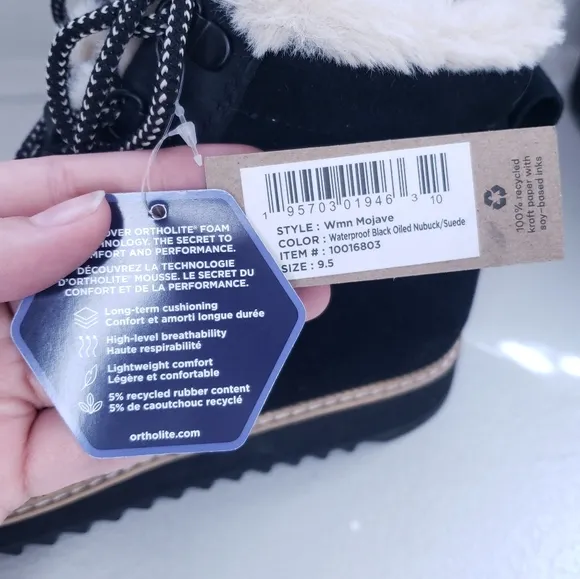 ORTHOLITE® FOAM
THE SECRET TO
COMFORT AND PERFORMANCE.
DÉCOUVREZ LA TECHNOLOGIE
D'ORTHOLITE® MOUSSE. LE SECRET DU
CONFORT ET DE LA PERFORMANCE.
Long-term cushioning
Confort et amorti longue durée
High-level breathability
Haute respirabilité
Lightweight comfort
Légère et confortable
5% recycled rubber content
5% de caoutchouc recyclé
ortholite.com
1 95703 01946 3 10
STYLE : Wmn Mojave
COLOR : Waterproof Black Oiled Nubuck/Suede
ITEM # : 10016803
SIZE : 9.5
100% recycled
kraft paper with
soy-based inks